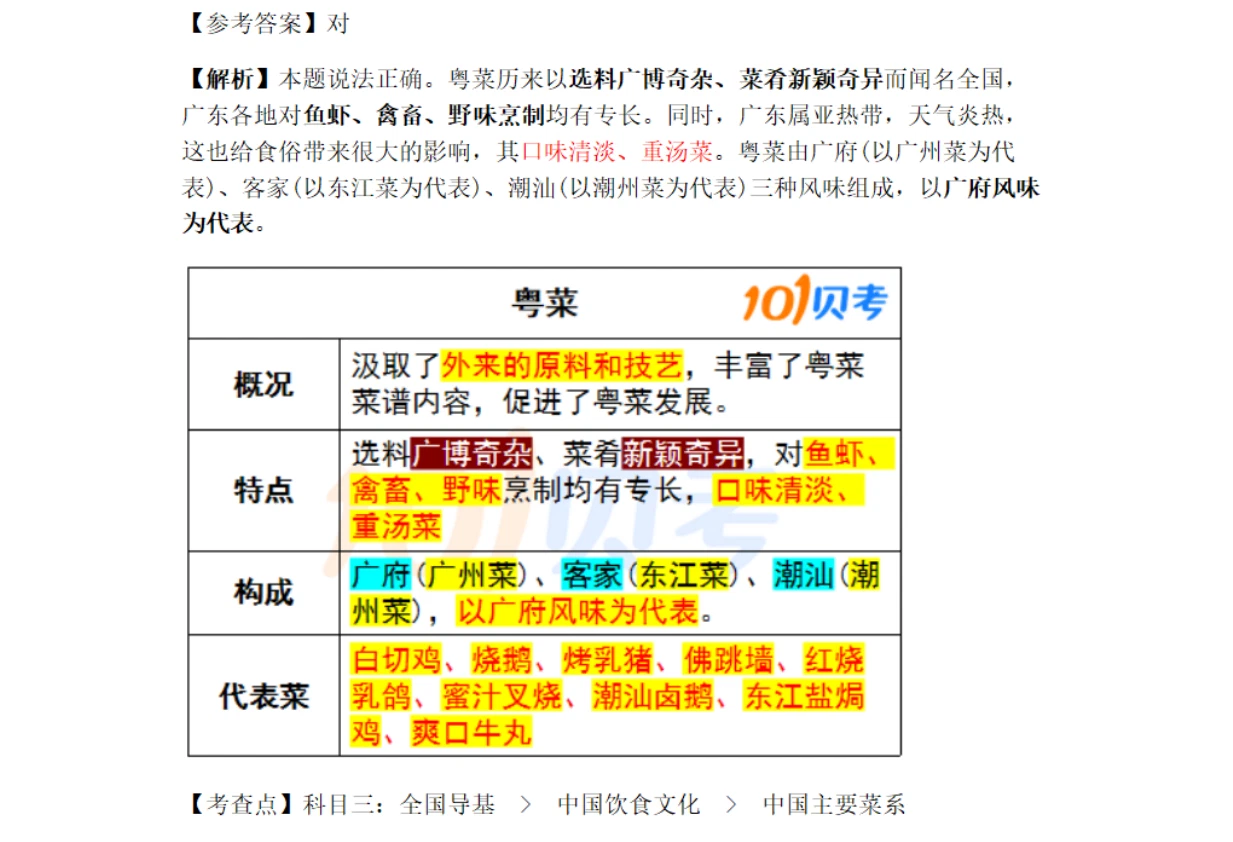 【参考答案】对
【解析】本题说法正确。粤菜历来以选料广博奇杂、菜肴新颖奇异而闻名全国，
广东各地对鱼虾、禽畜、野味烹制均有专长。同时，广东属亚热带，天气炎热，
这也给食俗带来很大的影响，其口味清淡、重汤菜。粤菜由广府(以广州菜为代
表)、客家(以东江菜为代表)、潮汕(以潮州菜为代表)三种风味组成，以广府风味
为代表。
粤菜
101贝考
概况
汲取了外来的原料和技艺，丰富了粤菜
菜谱内容，促进了粤菜发展。
特点
选料广博奇杂、菜肴新颖奇异，对鱼虾、
禽畜、野味烹制均有专长，口味清淡、
重汤菜
101贝考
构成
广府(广州菜)、客家(东江菜)、潮汕(潮
州菜)，以广府风味为代表。
代表菜
白切鸡、烧鹅、烤乳猪、佛跳墙、红烧
乳鸽、蜜汁叉烧、潮汕卤鹅、东江盐焗
鸡、爽口牛丸
【考查点】科目三：全国导基 > 中国饮食文化 > 中国主要菜系